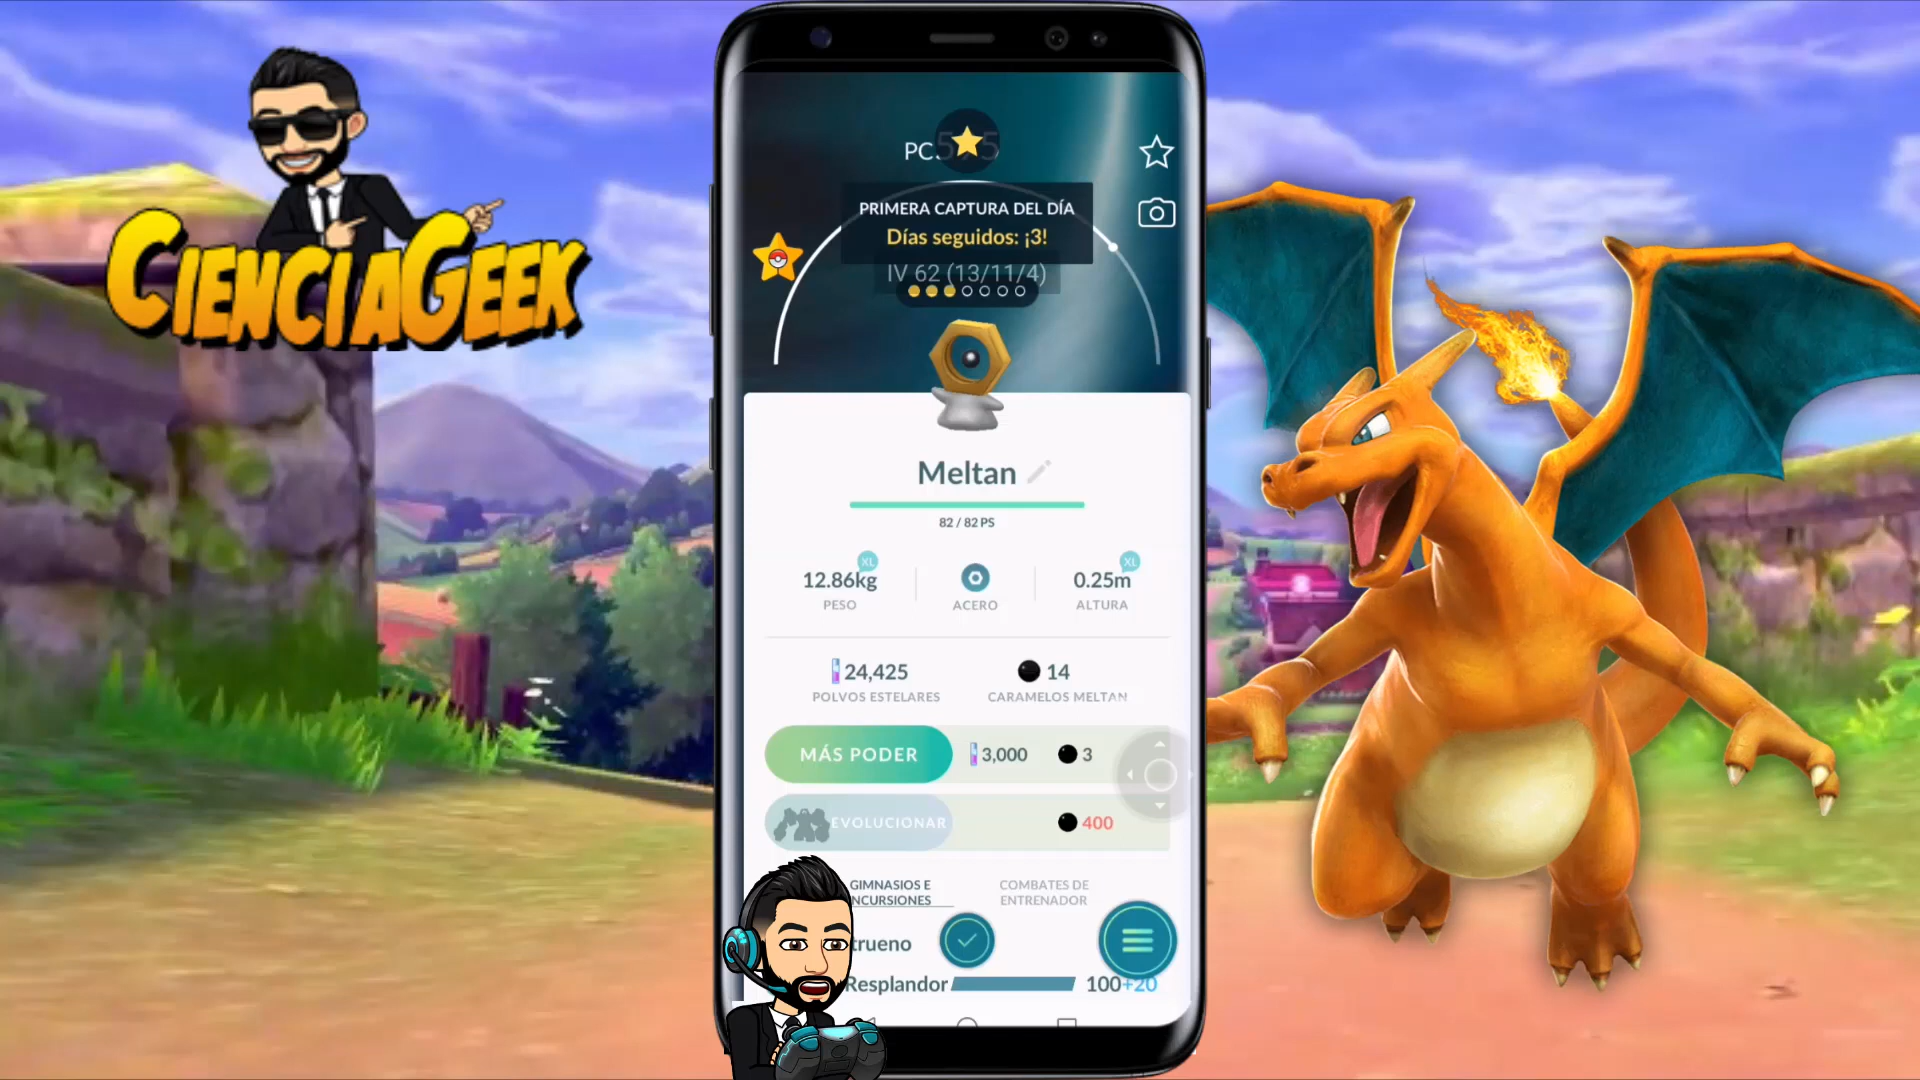 CIENCIAGEEK
PC
PRIMERA CAPTURA DEL DÍA
Días seguidos: ¡3!
IV 62 (13/11/4)
Meltan
82 / 82 PS
XL
XL
12.86kg
0.25m
PESO
ACERO
ALTURA
24,425
14
POLVOS ESTELARES
CARAMELOS MELTAN
MÁS PODER
3,000
3
EVOLUCIONAR
400
GIMNASIOS E
NCURSIONES
COMBATES DE
ENTRENADOR
trueno
Resplandor
100+20